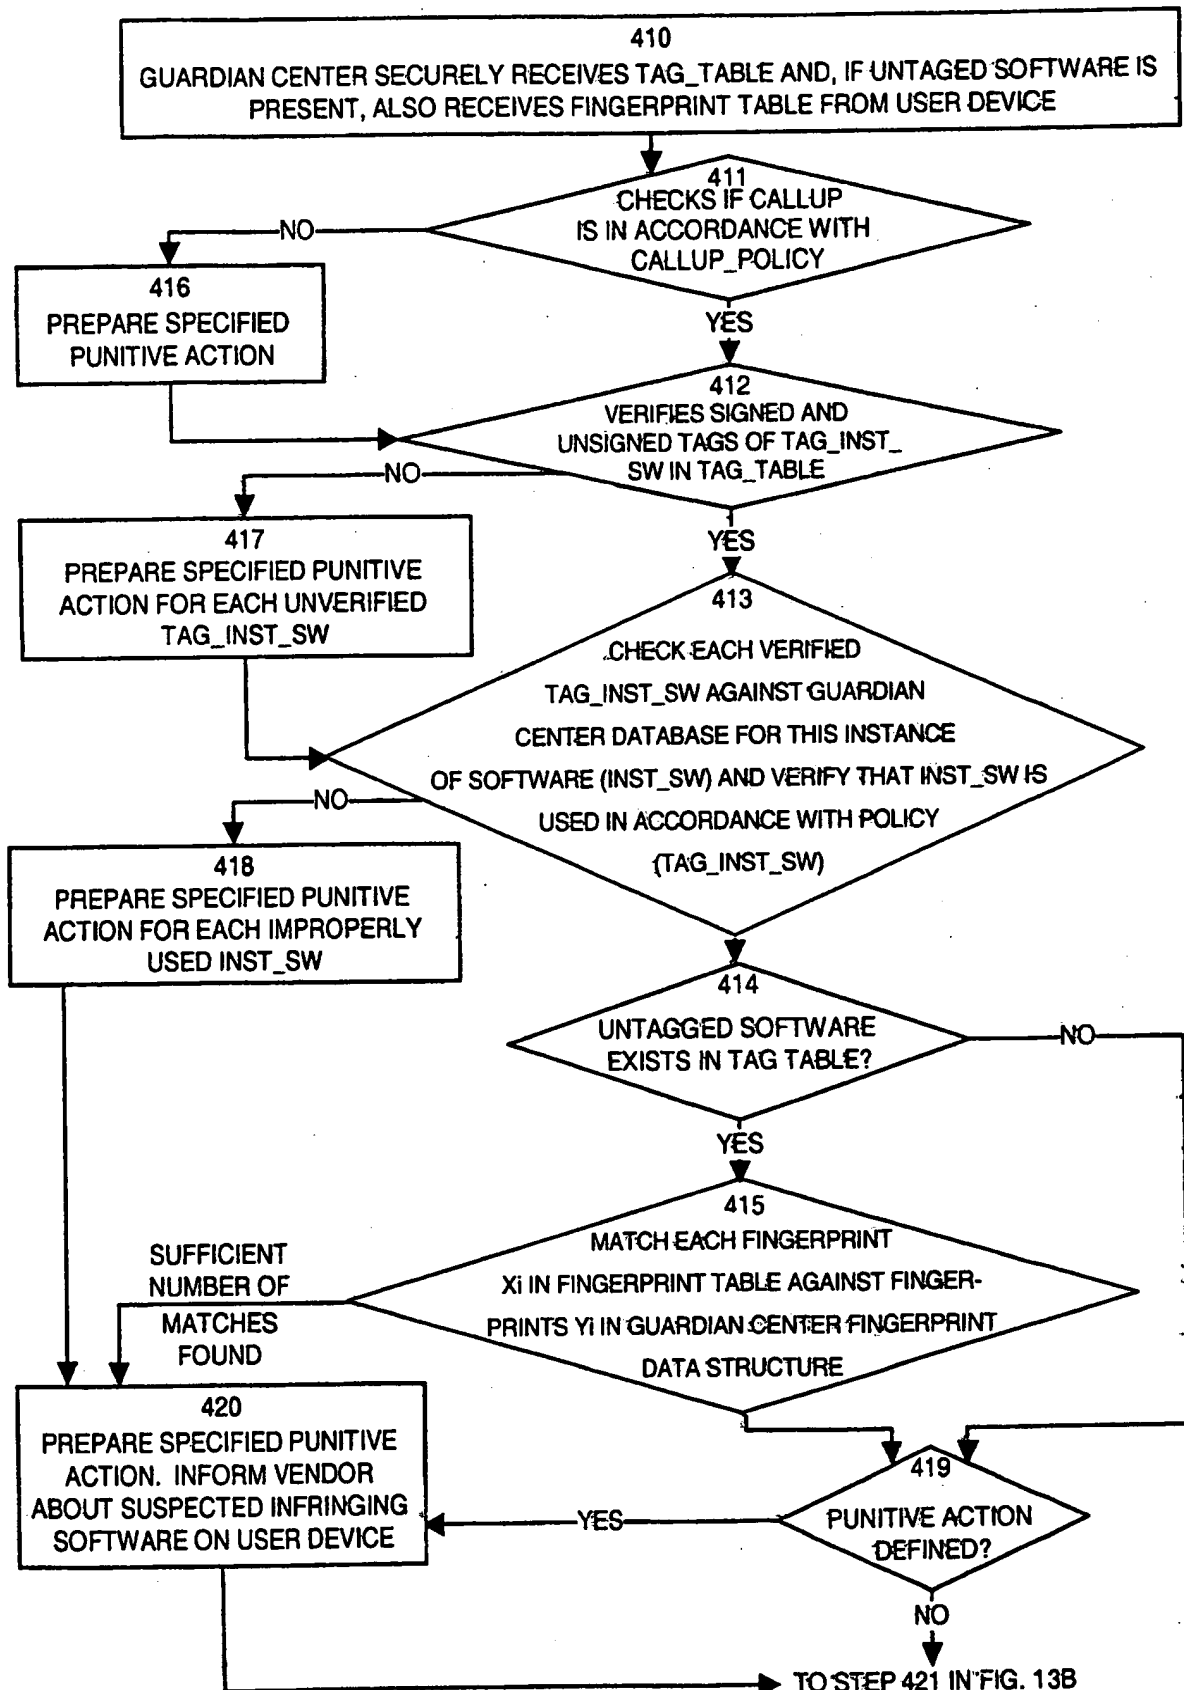 410
GUARDIAN CENTER SECURELY RECEIVES TAG_TABLE AND, IF UNTAGED SOFTWARE IS
PRESENT, ALSO RECEIVES FINGERPRINT TABLE FROM USER DEVICE
411
CHECKS IF CALLUP
IS IN ACCORDANCE WITH
CALLUP_POLICY
NO
YES
416
PREPARE SPECIFIED
PUNITIVE ACTION
412
VERIFIES SIGNED AND
UNSIGNED TAGS OF TAG_INST_
SW IN TAG_TABLE
NO
YES
417
PREPARE SPECIFIED PUNITIVE
ACTION FOR EACH UNVERIFIED
TAG_INST_SW
413
CHECK EACH VERIFIED
TAG_INST_SW AGAINST GUARDIAN
CENTER DATABASE FOR THIS INSTANCE
OF SOFTWARE (INST_SW) AND VERIFY THAT INST_SW IS
USED IN ACCORDANCE WITH POLICY
(TAG_INST_SW)
NO
418
PREPARE SPECIFIED PUNITIVE
ACTION FOR EACH IMPROPERLY
USED INST_SW
414
UNTAGGED SOFTWARE
EXISTS IN TAG TABLE?
NO
YES
415
MATCH EACH FINGERPRINT
Xi IN FINGERPRINT TABLE AGAINST FINGER-
PRINTS Yi IN GUARDIAN CENTER FINGERPRINT
DATA STRUCTURE
SUFFICIENT
NUMBER OF
MATCHES
FOUND
420
PREPARE SPECIFIED PUNITIVE
ACTION. INFORM VENDOR
ABOUT SUSPECTED INFRINGING
SOFTWARE ON USER DEVICE
419
PUNITIVE ACTION
DEFINED?
YES
NO
TO STEP 421 IN FIG. 13B